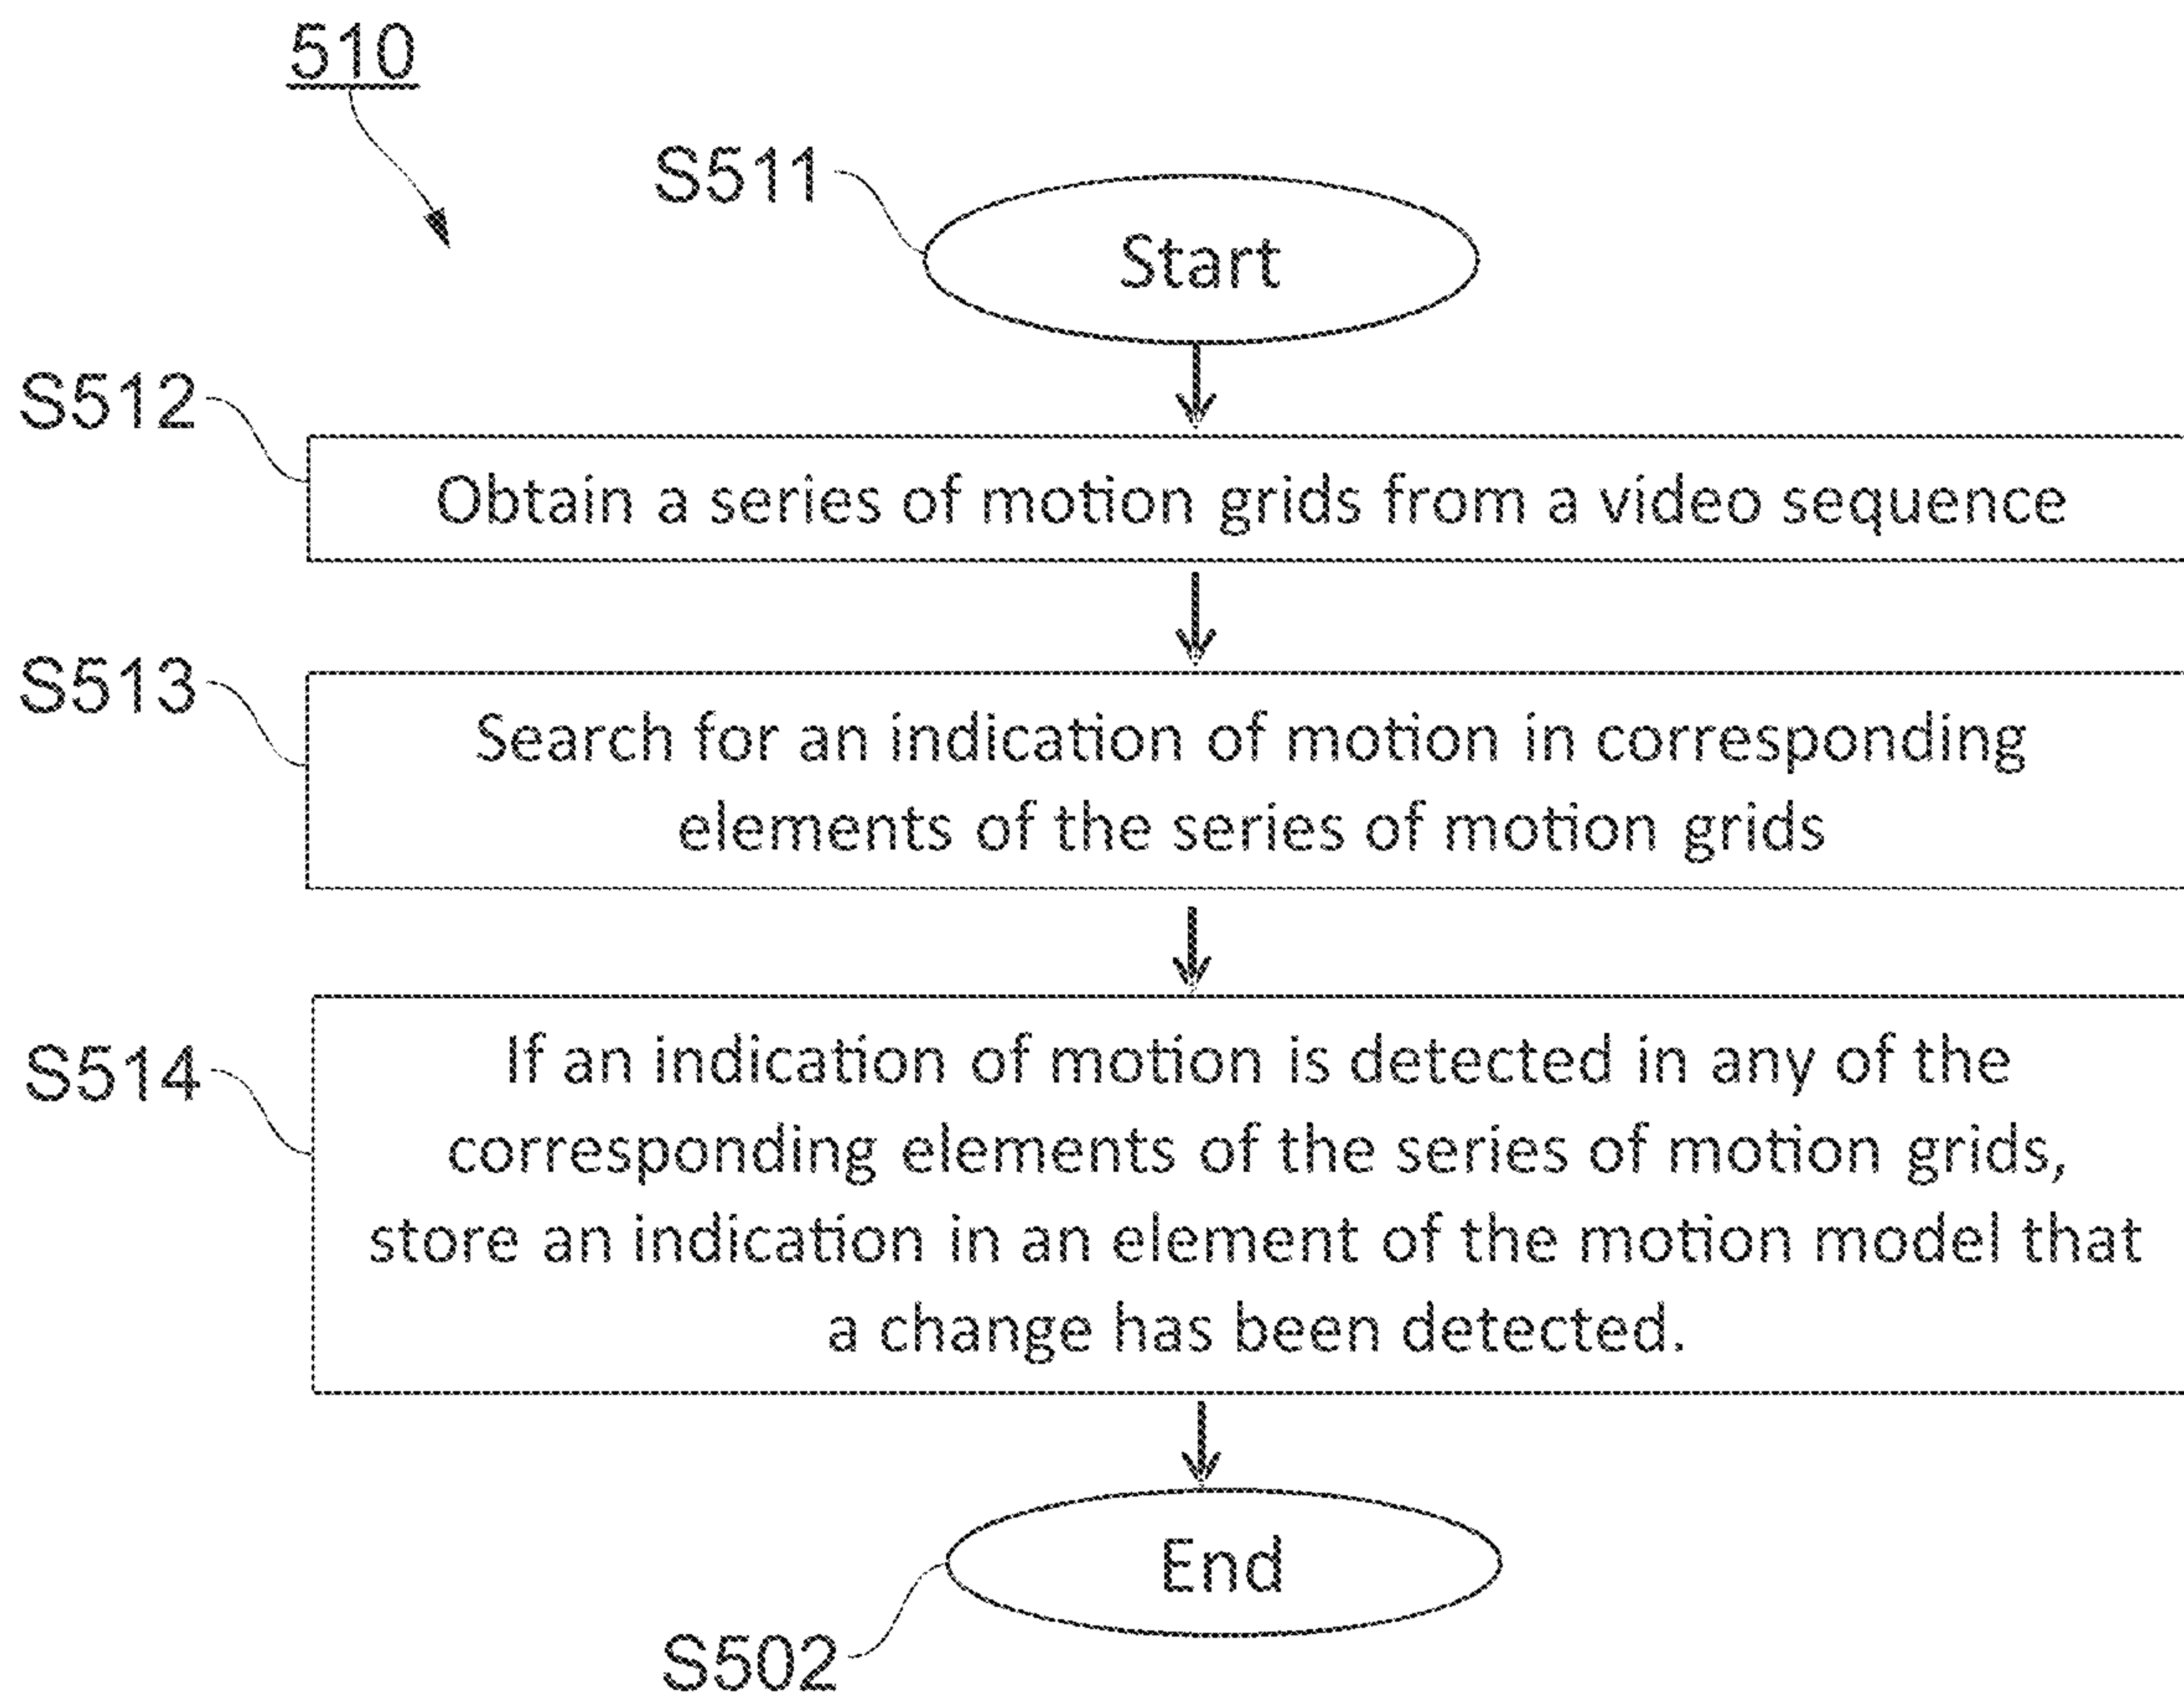 510
S511
Start
S512
Obtain a series of motion grids from a video sequence
S513
Search for an indication of motion in corresponding
elements of the series of motion grids
S514
If an indication of motion is detected in any of the
corresponding elements of the series of motion grids,
store an indication in an element of the motion model that
a change has been detected.
End
S502